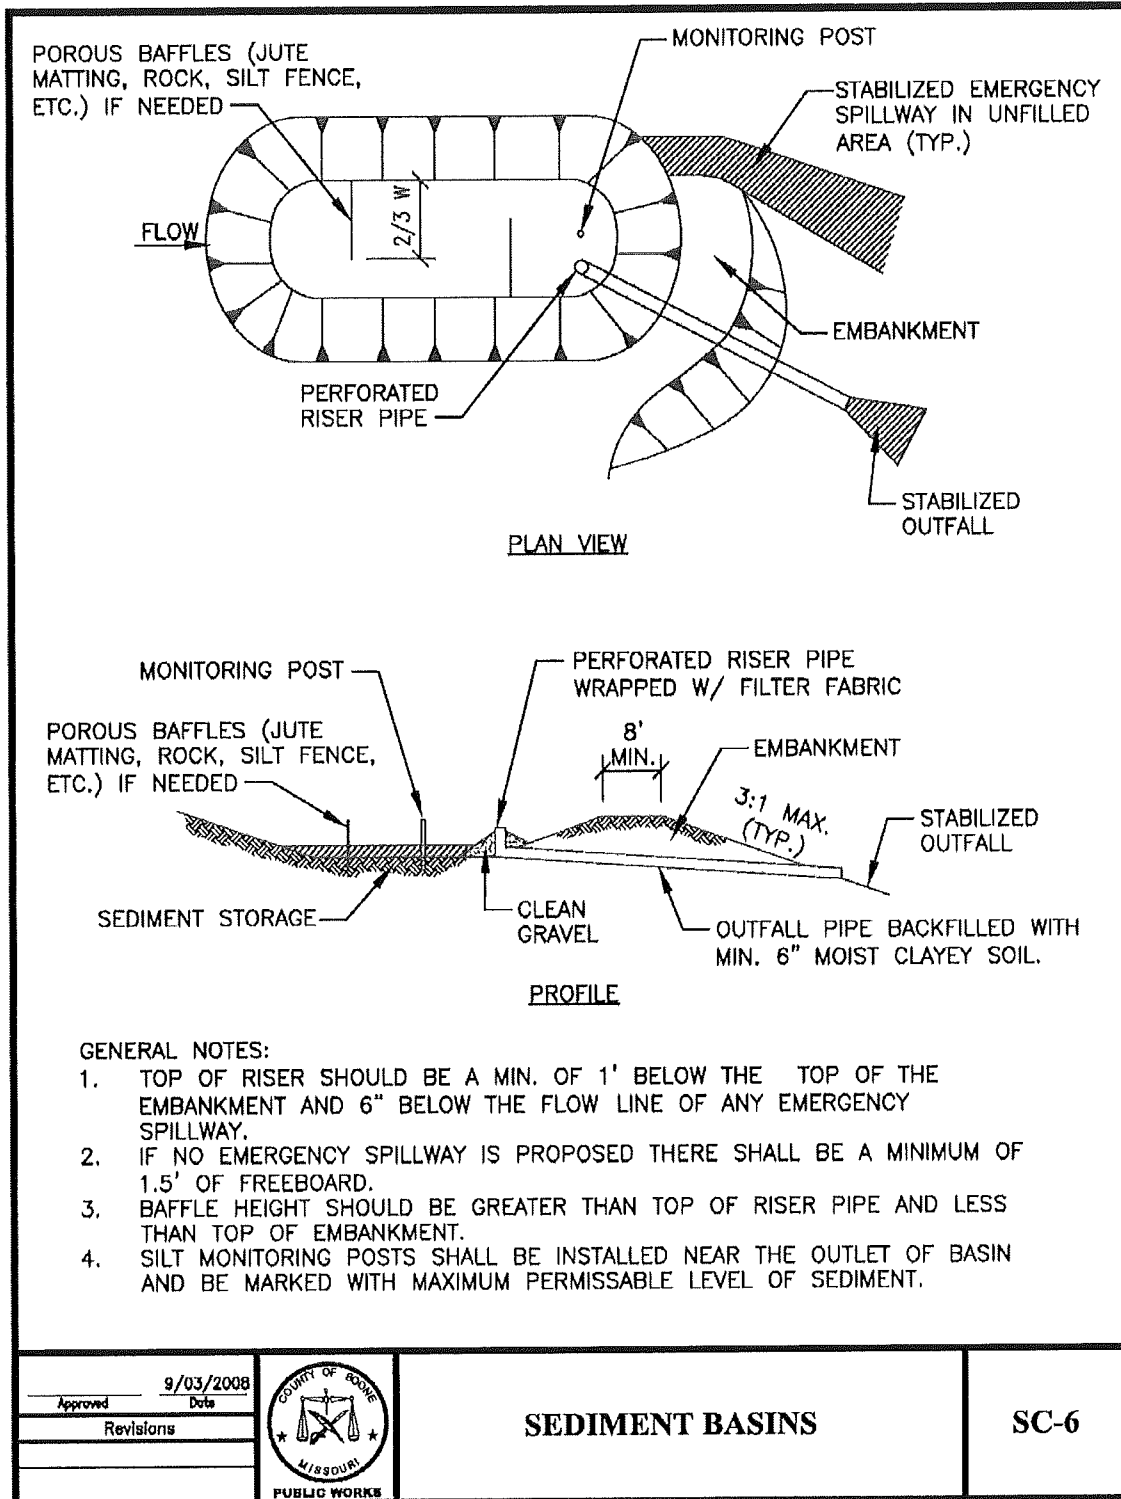 POROUS BAFFLES (JUTE
MATTING, ROCK, SILT FENCE,
ETC.) IF NEEDED
MONITORING POST
STABILIZED EMERGENCY
SPILLWAY IN UNFILLED
AREA (TYP.)
FLOW
2/3 W
EMBANKMENT
PERFORATED
RISER PIPE
STABILIZED
OUTFALL
PLAN VIEW
MONITORING POST
PERFORATED RISER PIPE
WRAPPED W/ FILTER FABRIC
POROUS BAFFLES (JUTE
MATTING, ROCK, SILT FENCE,
ETC.) IF NEEDED
8'
MIN.
EMBANKMENT
3:1 MAX.
(TYP.)
STABILIZED
OUTFALL
SEDIMENT STORAGE
CLEAN
GRAVEL
OUTFALL PIPE BACKFILLED WITH
MIN. 6" MOIST CLAYEY SOIL.
PROFILE
GENERAL NOTES:
1. TOP OF RISER SHOULD BE A MIN. OF 1' BELOW THE TOP OF THE
EMBANKMENT AND 6" BELOW THE FLOW LINE OF ANY EMERGENCY
SPILLWAY.
2. IF NO EMERGENCY SPILLWAY IS PROPOSED THERE SHALL BE A MINIMUM OF
1.5' OF FREEBOARD.
3. BAFFLE HEIGHT SHOULD BE GREATER THAN TOP OF RISER PIPE AND LESS
THAN TOP OF EMBANKMENT.
4. SILT MONITORING POSTS SHALL BE INSTALLED NEAR THE OUTLET OF BASIN
AND BE MARKED WITH MAXIMUM PERMISSABLE LEVEL OF SEDIMENT.
9/03/2008
Approved Date
Revisions
COUNTY OF BOONE
MISSOURI
PUBLIC WORKS
SEDIMENT BASINS
SC-6